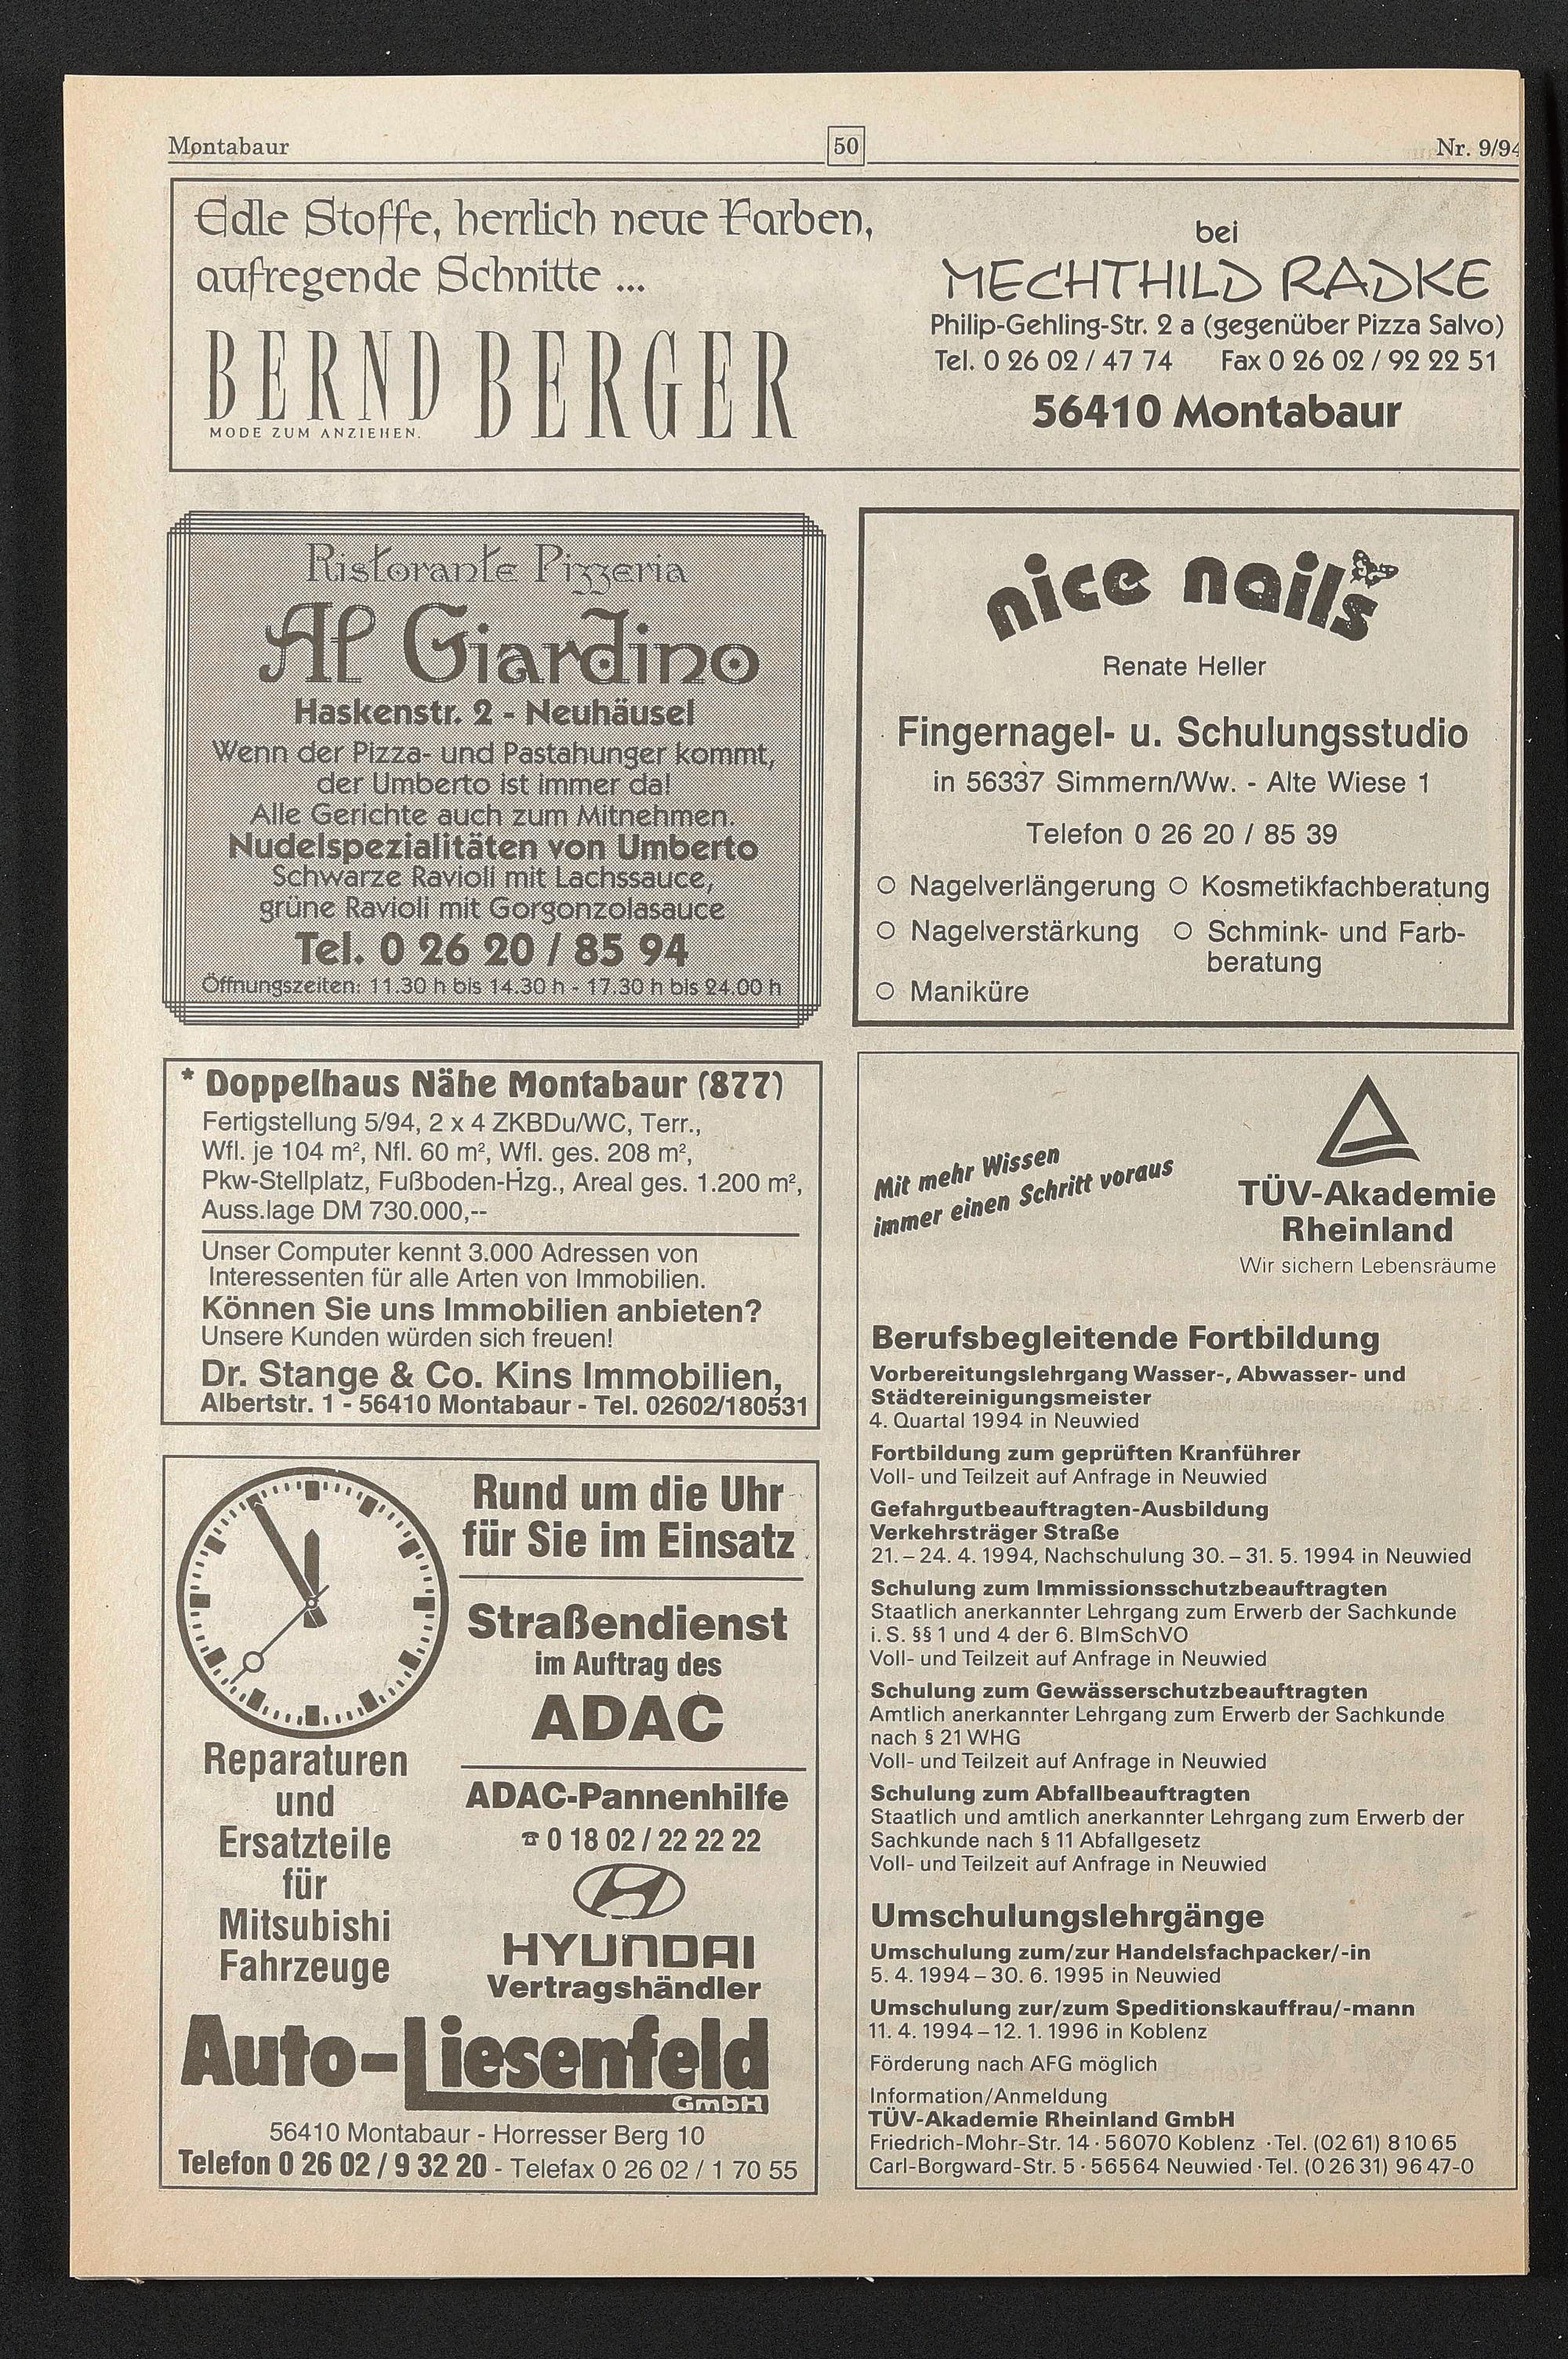 Montabaur
50
Nr. 9/94
Edle Stoffe, herrlich neue Farben,
aufregende Schnitte ...
BERND BERGER
MODE ZUM ANZIEHEN.
bei
MECHTHILD RADKE
Philip-Gehling-Str. 2 a (gegenüber Pizza Salvo)
Tel. 0 26 02 / 47 74 Fax 0 26 02 / 92 22 51
56410 Montabaur
Ristorante Pizzeria
Al Giardino
Haskenstr. 2 - Neuhäusel
Wenn der Pizza- und Pastahunger kommt,
der Umberto ist immer da!
Alle Gerichte auch zum Mitnehmen.
Nudelspezialitäten von Umberto
Schwarze Ravioli mit Lachssauce,
grüne Ravioli mit Gorgonzolasauce
Tel. 0 26 20 / 85 94
Öffnungszeiten: 11.30 h bis 14.30 h - 17.30 h bis 24.00 h
nice nails
Renate Heller
Fingernagel- u. Schulungsstudio
in 56337 Simmern/Ww. - Alte Wiese 1
Telefon 0 26 20 / 85 39
O Nagelverlängerung O Kosmetikfachberatung
O Nagelverstärkung O Schmink- und Farb-
beratung
O Maniküre
* Doppelhaus Nähe Montabaur (877)
Fertigstellung 5/94, 2 x 4 ZKBDu/WC, Terr.,
Wfl. je 104 m², Nfl. 60 m², Wfl. ges. 208 m²,
Pkw-Stellplatz, Fußboden-Hzg., Areal ges. 1.200 m²,
Auss.lage DM 730.000,--
Unser Computer kennt 3.000 Adressen von
Interessenten für alle Arten von Immobilien.
Können Sie uns Immobilien anbieten?
Unsere Kunden würden sich freuen!
Dr. Stange & Co. Kins Immobilien,
Albertstr. 1 - 56410 Montabaur - Tel. 02602/180531
Rund um die Uhr
für Sie im Einsatz
Straßendienst
im Auftrag des
ADAC
ADAC-Pannenhilfe
☎ 0 18 02 / 22 22 22
HYUNDAI
Vertragshändler
Reparaturen
und
Ersatzteile
für
Mitsubishi
Fahrzeuge
Auto-Liesenfeld
GmbH
56410 Montabaur - Horresser Berg 10
Telefon 0 26 02 / 9 32 20 - Telefax 0 26 02 / 1 70 55
Mit mehr Wissen
immer einen Schritt voraus
TÜV-Akademie
Rheinland
Wir sichern Lebensräume
Berufsbegleitende Fortbildung
Vorbereitungslehrgang Wasser-, Abwasser- und
Städtereinigungsmeister
4. Quartal 1994 in Neuwied
Fortbildung zum geprüften Kranführer
Voll- und Teilzeit auf Anfrage in Neuwied
Gefahrgutbeauftragten-Ausbildung
Verkehrsträger Straße
21. – 24. 4. 1994, Nachschulung 30. – 31. 5. 1994 in Neuwied
Schulung zum Immissionsschutzbeauftragten
Staatlich anerkannter Lehrgang zum Erwerb der Sachkunde
i. S. §§ 1 und 4 der 6. BImSchVO
Voll- und Teilzeit auf Anfrage in Neuwied
Schulung zum Gewässerschutzbeauftragten
Amtlich anerkannter Lehrgang zum Erwerb der Sachkunde
nach § 21 WHG
Voll- und Teilzeit auf Anfrage in Neuwied
Schulung zum Abfallbeauftragten
Staatlich und amtlich anerkannter Lehrgang zum Erwerb der
Sachkunde nach § 11 Abfallgesetz
Voll- und Teilzeit auf Anfrage in Neuwied
Umschulungslehrgänge
Umschulung zum/zur Handelsfachpacker/-in
5. 4. 1994 – 30. 6. 1995 in Neuwied
Umschulung zur/zum Speditionskauffrau/-mann
11. 4. 1994 – 12. 1. 1996 in Koblenz
Förderung nach AFG möglich
Information/Anmeldung
TÜV-Akademie Rheinland GmbH
Friedrich-Mohr-Str. 14 · 56070 Koblenz · Tel. (02 61) 8 10 65
Carl-Borgward-Str. 5 · 56564 Neuwied · Tel. (0 26 31) 96 47-0